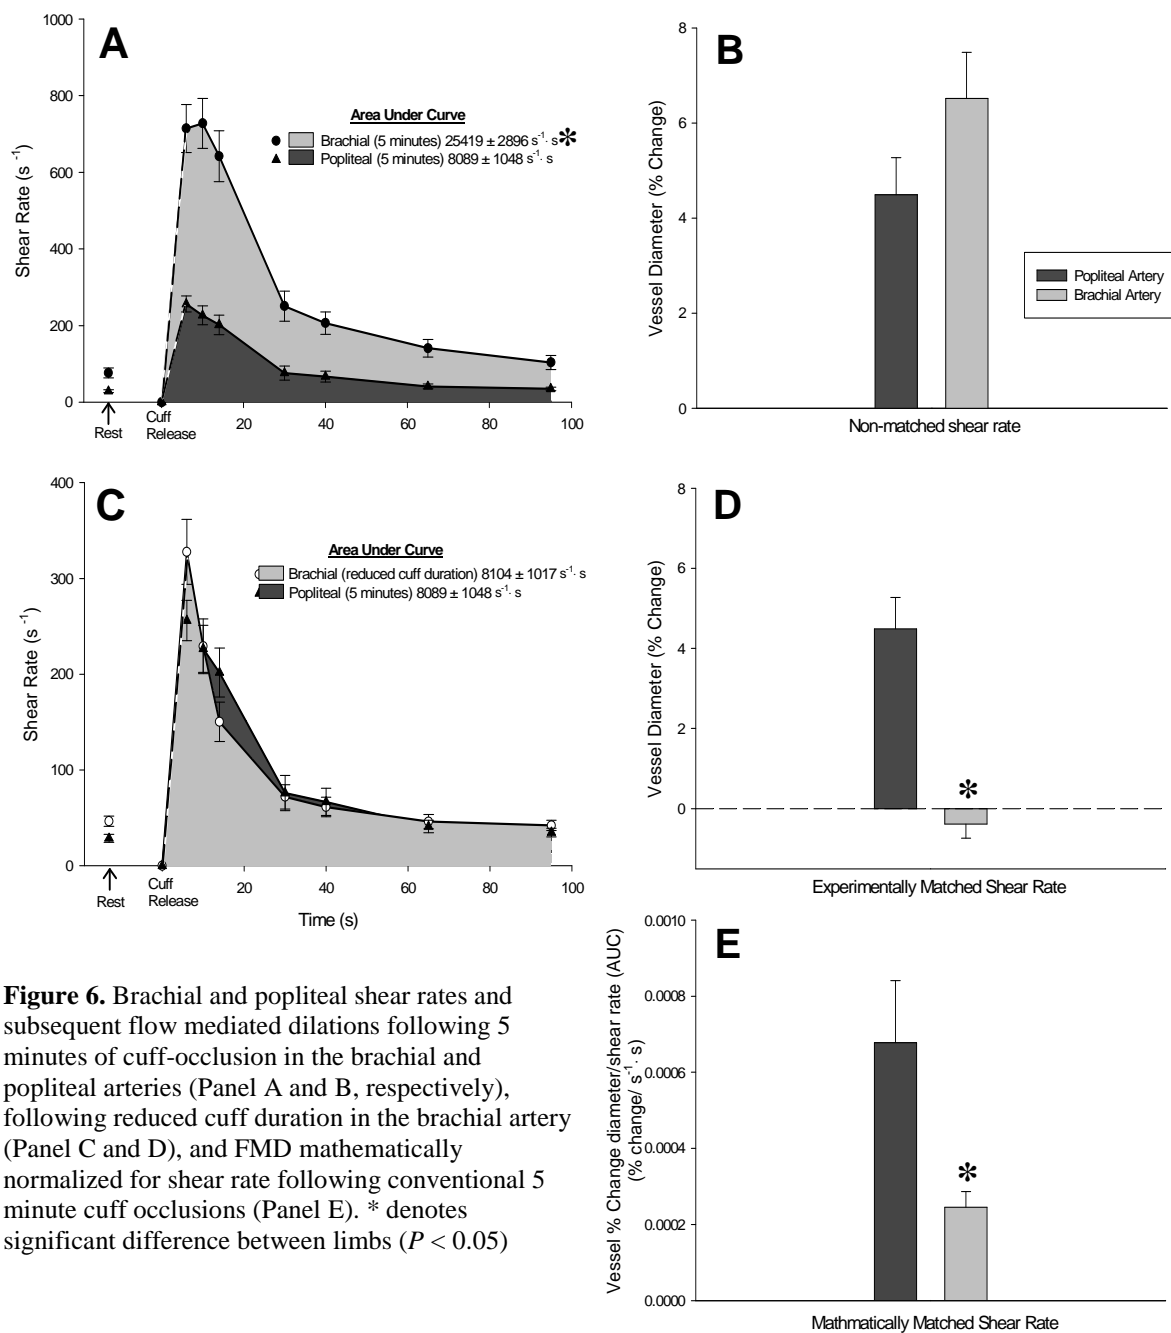 A
1000
800
600
400
200
0
Shear Rate (s⁻¹)
Area Under Curve
Brachial (5 minutes) 25419 ± 2896 s⁻¹· s *
Popliteal (5 minutes) 8089 ± 1048 s⁻¹· s
Rest
Cuff
Release
20 40 60 80 100
B
8
6
4
2
0
Vessel Diameter (% Change)
Popliteal Artery
Brachial Artery
Non-matched shear rate
C
400
300
200
100
0
Shear Rate (s⁻¹)
Area Under Curve
Brachial (reduced cuff duration) 8104 ± 1017 s⁻¹· s
Popliteal (5 minutes) 8089 ± 1048 s⁻¹· s
Rest
Cuff
Release
20 40 60 80 100
Time (s)
D
8
6
4
2
0
Vessel Diameter (% Change)
*
Experimentally Matched Shear Rate
E
0.0010
0.0008
0.0006
0.0004
0.0002
0.0000
Vessel % Change diameter/shear rate (AUC)
(% change/ s⁻¹· s)
*
Mathmatically Matched Shear Rate
Figure 6. Brachial and popliteal shear rates and
subsequent flow mediated dilations following 5
minutes of cuff-occlusion in the brachial and
popliteal arteries (Panel A and B, respectively),
following reduced cuff duration in the brachial artery
(Panel C and D), and FMD mathematically
normalized for shear rate following conventional 5
minute cuff occlusions (Panel E). * denotes
significant difference between limbs (P < 0.05)